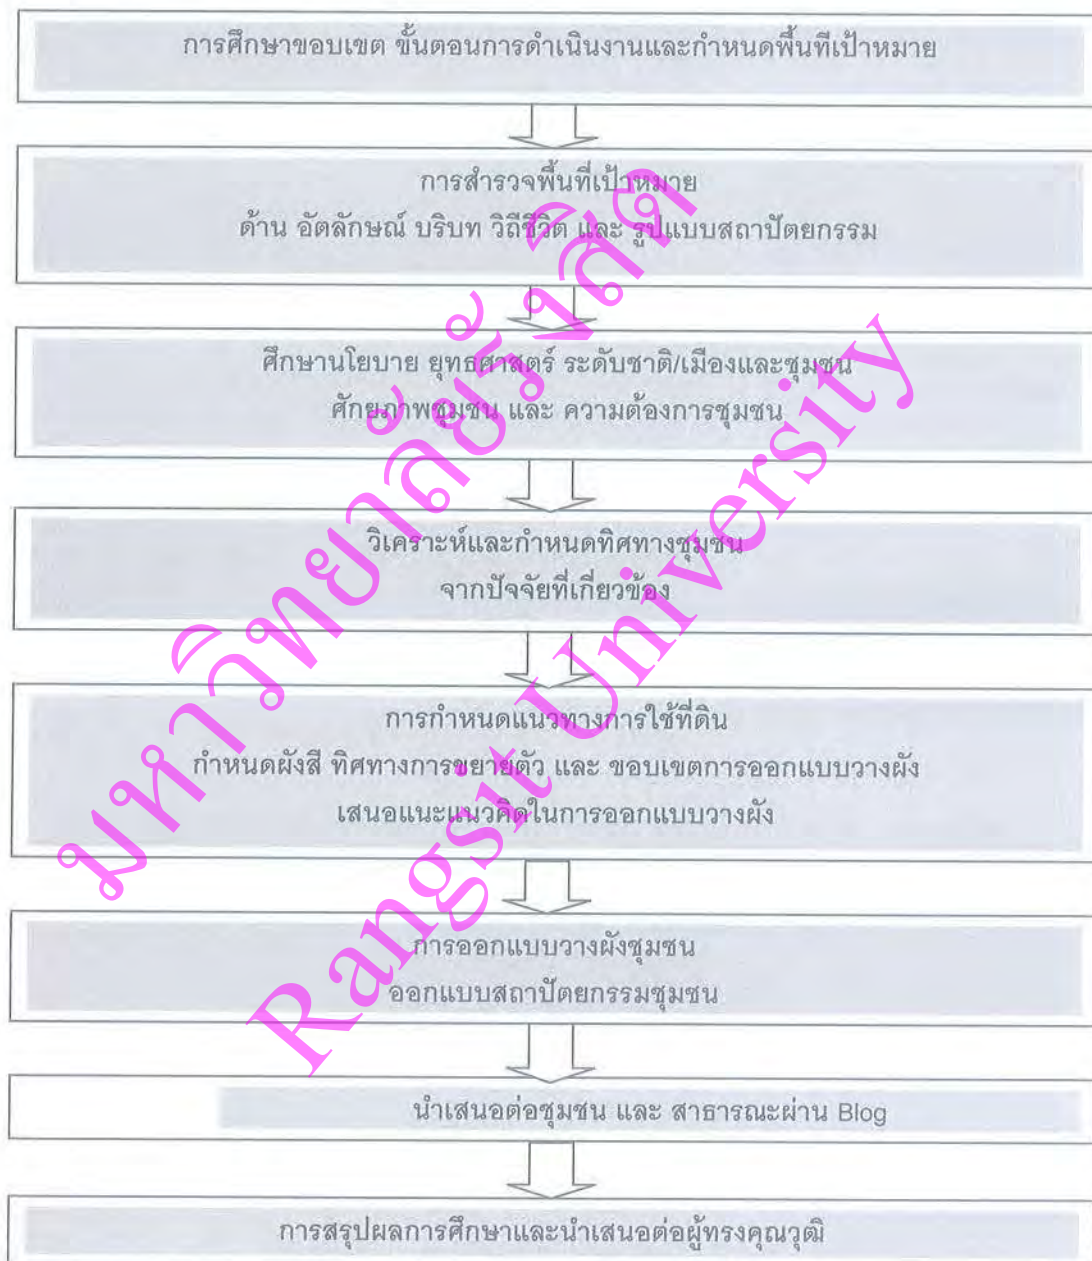 การศึกษาขอบเขต ขั้นตอนการดำเนินงานและกำหนดพื้นที่เป้าหมาย
การสำรวจพื้นที่เป้าหมาย
ด้าน อัตลักษณ์ บริบท วิถีชีวิต และ รูปแบบสถาปัตยกรรม
ศึกษานโยบาย ยุทธศาสตร์ ระดับชาติ/เมืองและชุมชน
ศักยภาพชุมชน และ ความต้องการชุมชน
วิเคราะห์และกำหนดทิศทางชุมชน
จากปัจจัยที่เกี่ยวข้อง
การกำหนดแนวทางการใช้ที่ดิน
กำหนดผังสี ทิศทางการขยายตัว และ ขอบเขตการออกแบบวางผัง
เสนอแนะแนวคิดในการออกแบบวางผัง
การออกแบบวางผังชุมชน
ออกแบบสถาปัตยกรรมชุมชน
นำเสนอต่อชุมชน และ สาธารณะผ่าน Blog
การสรุปผลการศึกษาและนำเสนอต่อผู้ทรงคุณวุฒิ
มหาวิทยาลัยรังสิต
Rangsit University